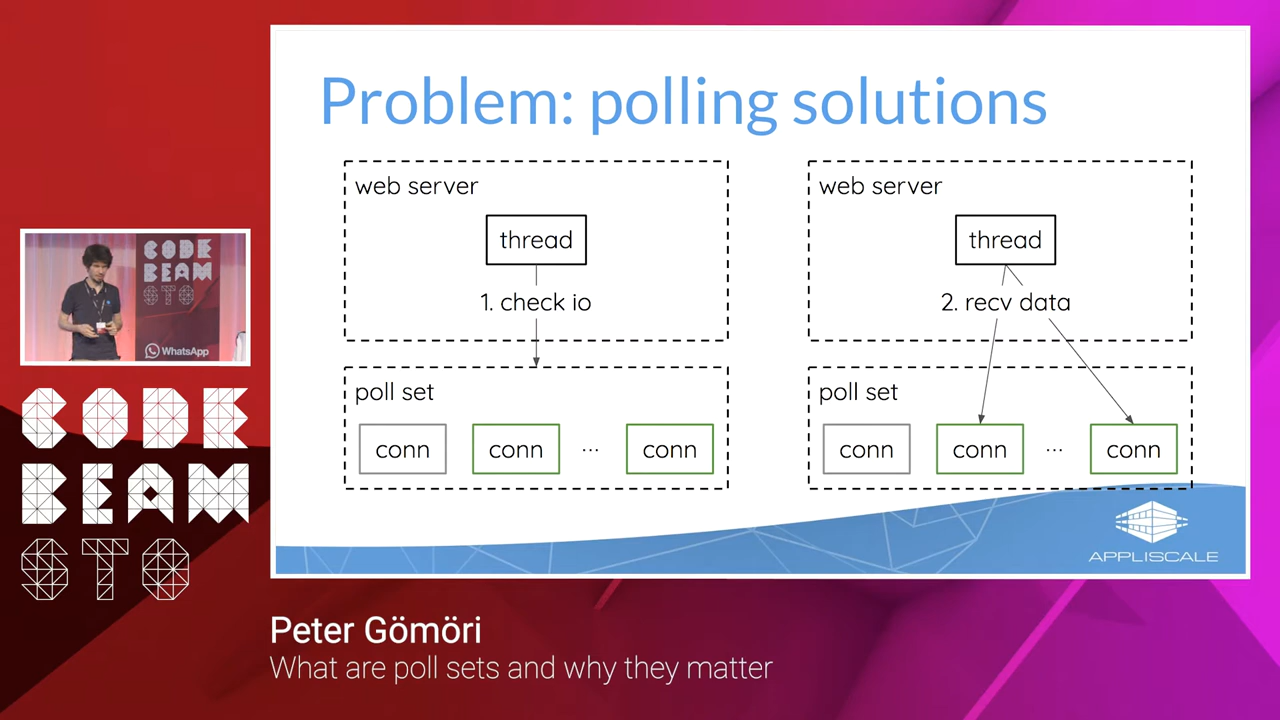 Problem: polling solutions
web server
thread
1. check io
poll set
conn
conn
...
conn
web server
thread
2. recv data
poll set
conn
conn
...
conn
APPLISCALE
CODE
BEAM
STO
WhatsApp
CODE
BEAM
STO
Peter Gömöri
What are poll sets and why they matter